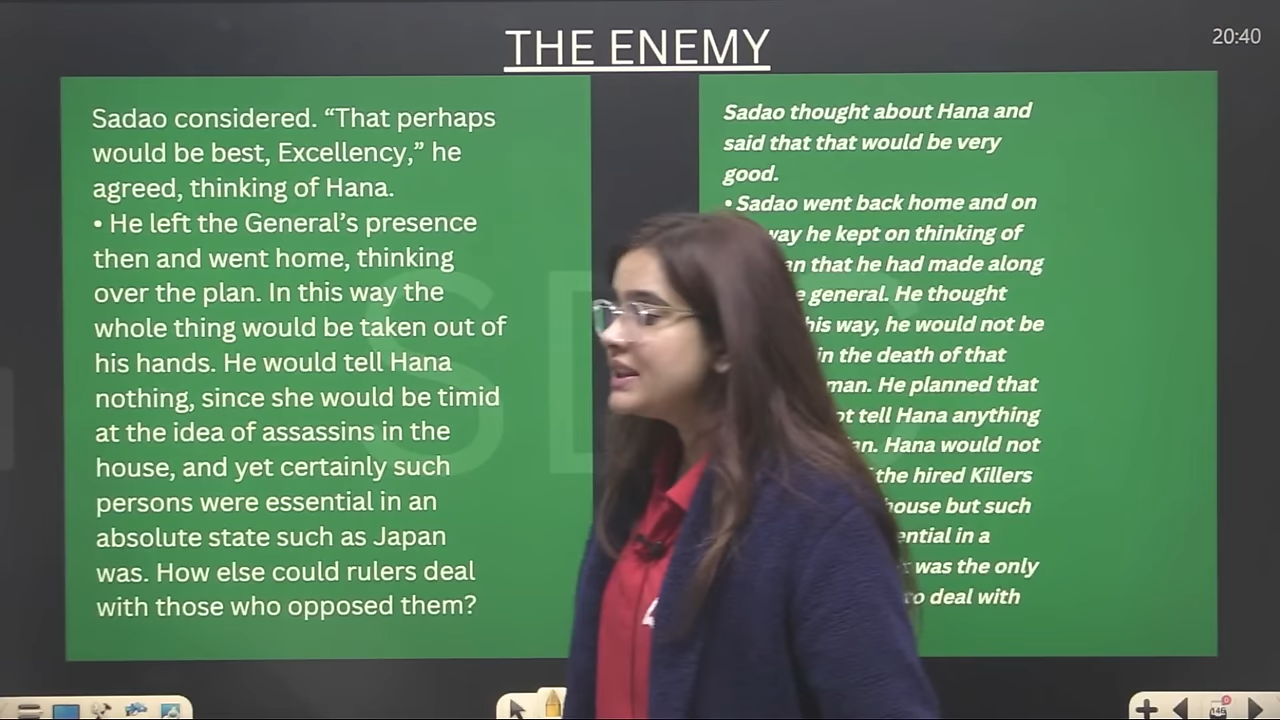 THE ENEMY
20:40
Sadao considered. “That perhaps
would be best, Excellency,” he
agreed, thinking of Hana.
• He left the General’s presence
then and went home, thinking
over the plan. In this way the
whole thing would be taken out of
his hands. He would tell Hana
nothing, since she would be timid
at the idea of assassins in the
house, and yet certainly such
persons were essential in an
absolute state such as Japan
was. How else could rulers deal
with those who opposed them?
Sadao thought about Hana and
said that that would be very
good.
• Sadao went back home and on
way he kept on thinking of
that he had made along
general. He thought
his way, he would not be
in the death of that
man. He planned that
tell Hana anything
Hana would not
the hired Killers
house but such
in a
was the only
to deal with
146